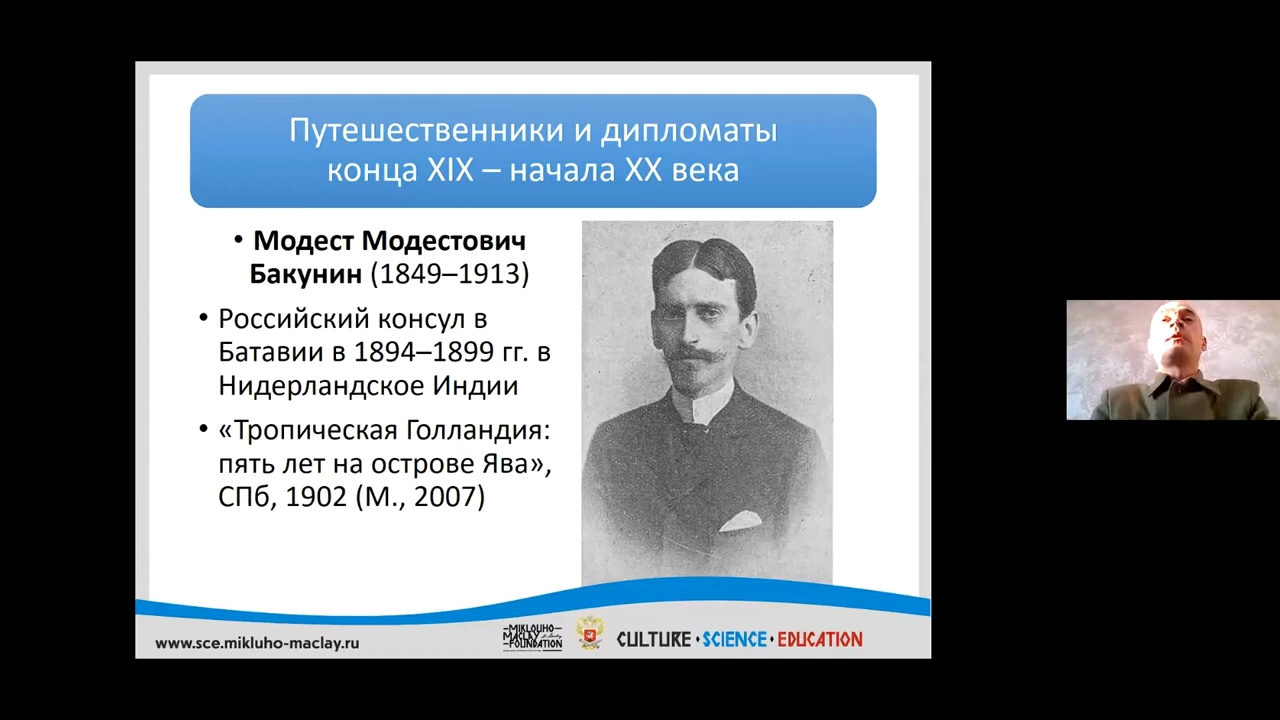 Путешественники и дипломаты
конца XIX – начала XX века
• Модест Модестович
Бакунин (1849–1913)
• Российский консул в
Батавии в 1894–1899 гг. в
Нидерландское Индии
• «Тропическая Голландия:
пять лет на острове Ява»,
СПб, 1902 (М., 2007)
www.sce.mikluho-maclay.ru
MIKLOUHO
MACLAY
FOUNDATION
CULTURE • SCIENCE • EDUCATION